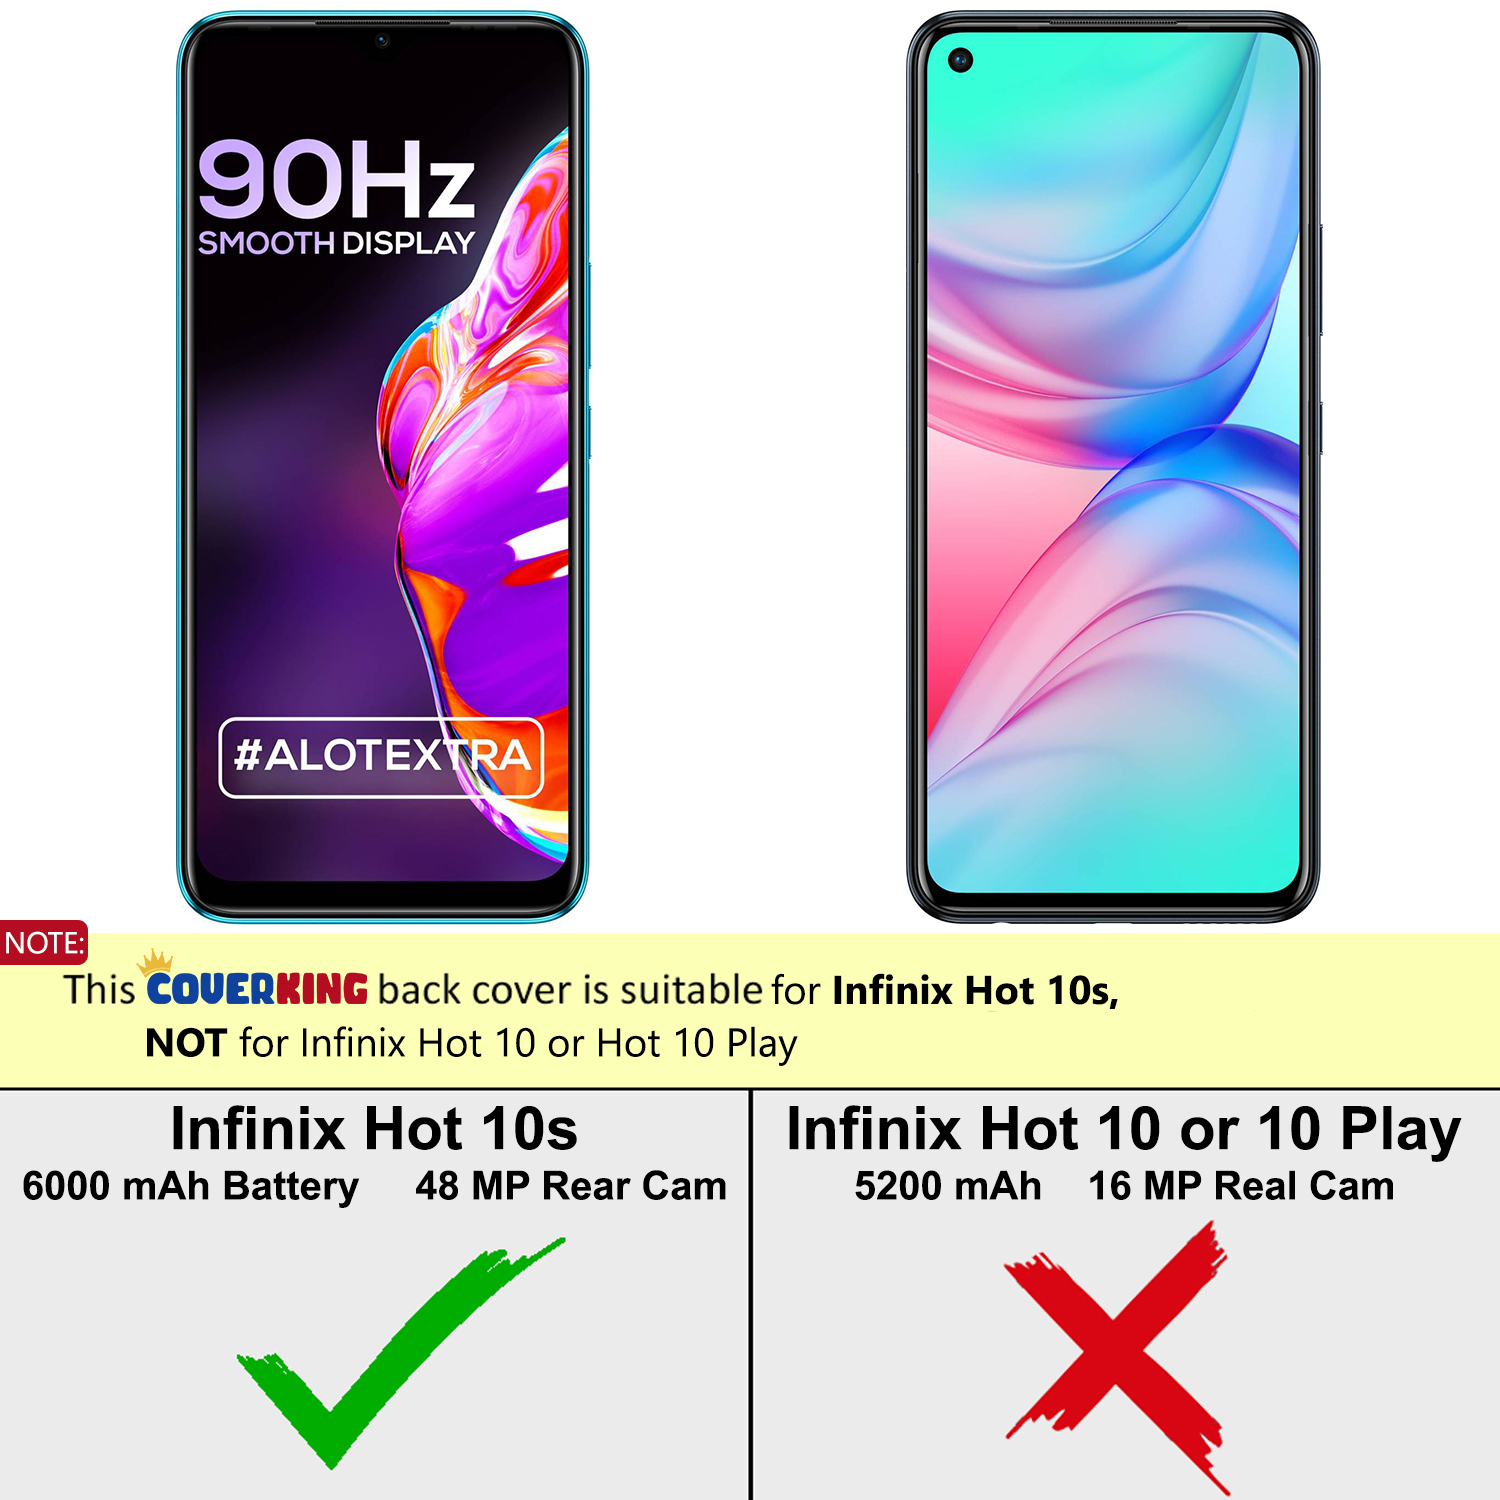 90Hz
SMOOTH DISPLAY
#ALOTEXTRA
NOTE:
This COVERKING back cover is suitable for Infinix Hot 10s,
NOT for Infinix Hot 10 or Hot 10 Play
Infinix Hot 10s
6000 mAh Battery 48 MP Rear Cam
Infinix Hot 10 or 10 Play
5200 mAh 16 MP Real Cam